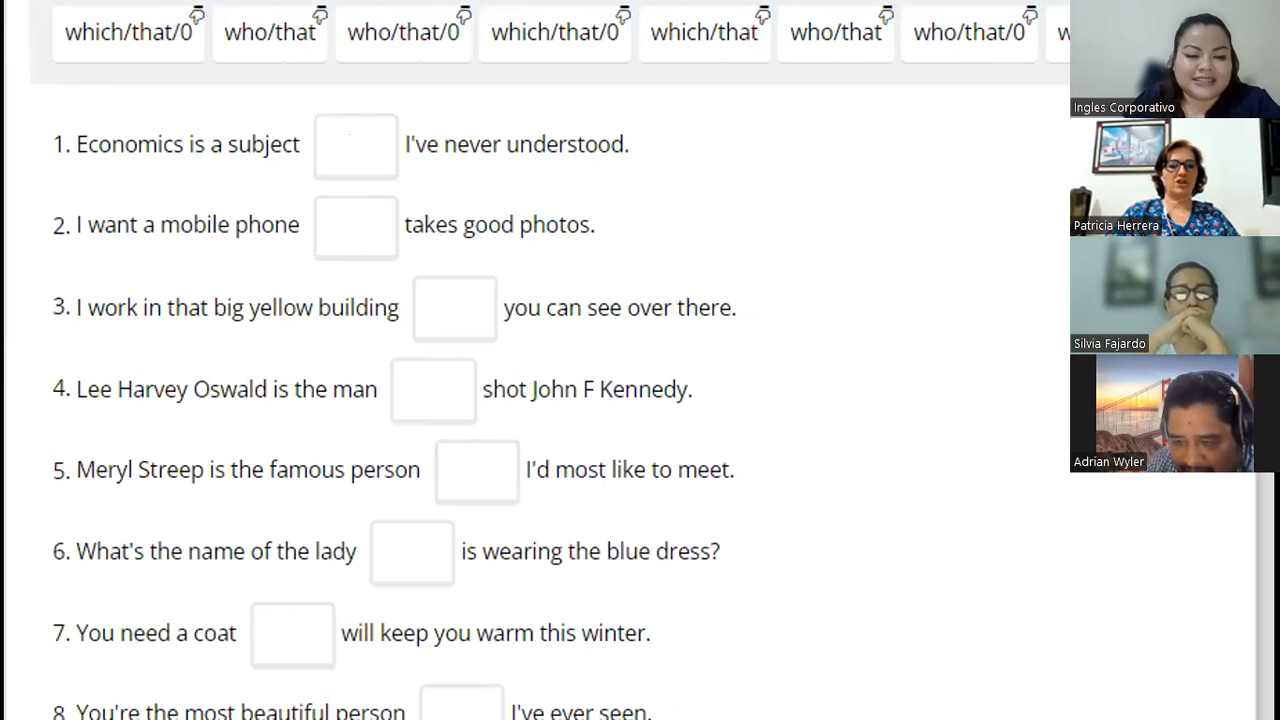 which/that/0 who/that who/that/0 which/that/0 which/that who/that who/that/0
1. Economics is a subject I've never understood.
2. I want a mobile phone takes good photos.
3. I work in that big yellow building you can see over there.
4. Lee Harvey Oswald is the man shot John F Kennedy.
5. Meryl Streep is the famous person I'd most like to meet.
6. What's the name of the lady is wearing the blue dress?
7. You need a coat will keep you warm this winter.
8. You're the most beautiful person I've ever seen.
Ingles Corporativo
Patricia Herrera
Silvia Fajardo
Adrian Wyler